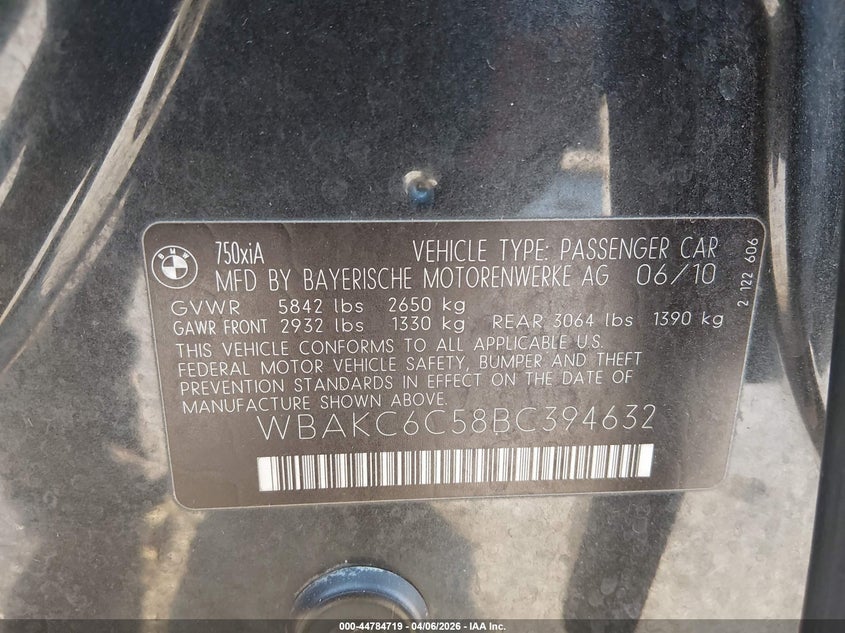 BMW
750xiA VEHICLE TYPE: PASSENGER CAR
MFD BY BAYERISCHE MOTORENWERKE AG 06/10
GVWR 5842 lbs 2650 kg
GAWR FRONT 2932 lbs 1330 kg REAR 3064 lbs 1390 kg
THIS VEHICLE CONFORMS TO ALL APPLICABLE U.S.
FEDERAL MOTOR VEHICLE SAFETY, BUMPER AND THEFT
PREVENTION STANDARDS IN EFFECT ON THE DATE OF
MANUFACTURE SHOWN ABOVE.
WBAKC6C58BC394632
2 122 606
000-44784719 - 04/06/2026 - IAA Inc.